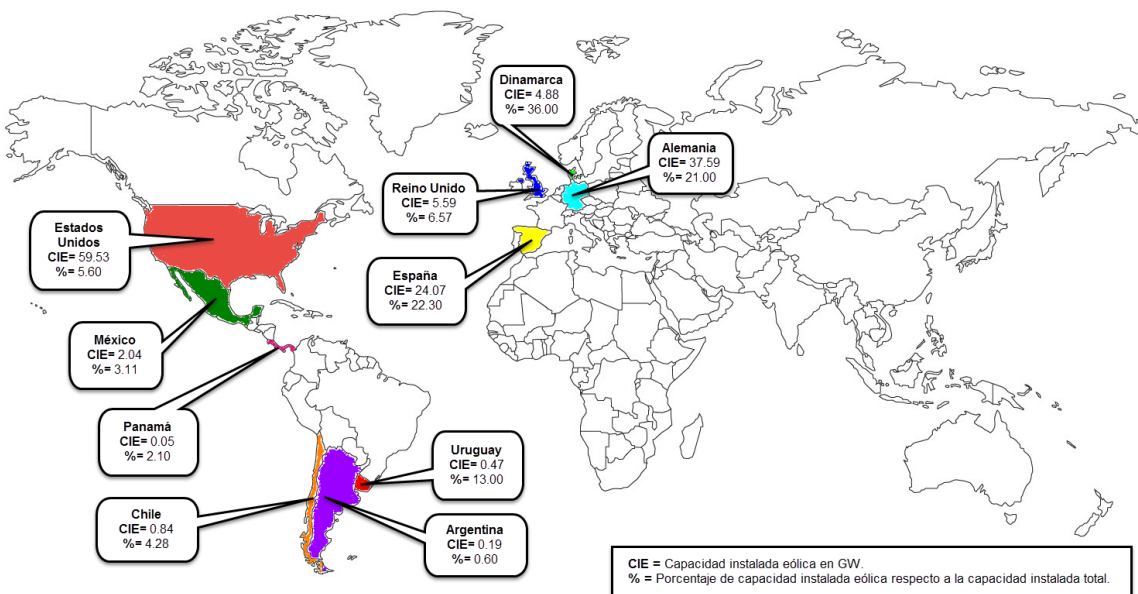 Dinamarca
CIE= 4.88
%= 36.00
Alemania
CIE= 37.59
%= 21.00
Reino Unido
CIE= 5.59
%= 6.57
Estados
Unidos
CIE= 59.53
%= 5.60
España
CIE= 24.07
%= 22.30
México
CIE= 2.04
%= 3.11
Panamá
CIE= 0.05
%= 2.10
Uruguay
CIE= 0.47
%= 13.00
Chile
CIE= 0.84
%= 4.28
Argentina
CIE= 0.19
%= 0.60
CIE = Capacidad instalada eólica en GW.
% = Porcentaje de capacidad instalada eólica respecto a la capacidad instalada total.